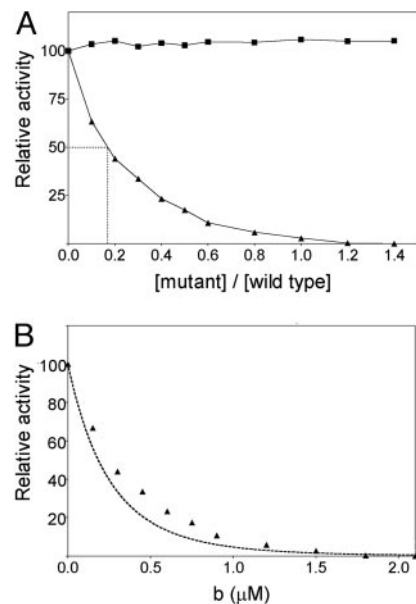 A
100
75
50
25
Relative activity
0.0 0.2 0.4 0.6 0.8 1.0 1.2 1.4
[mutant] / [wild type]
B
100
80
60
40
20
Relative activity
0.0 0.5 1.0 1.5 2.0
b (μM)